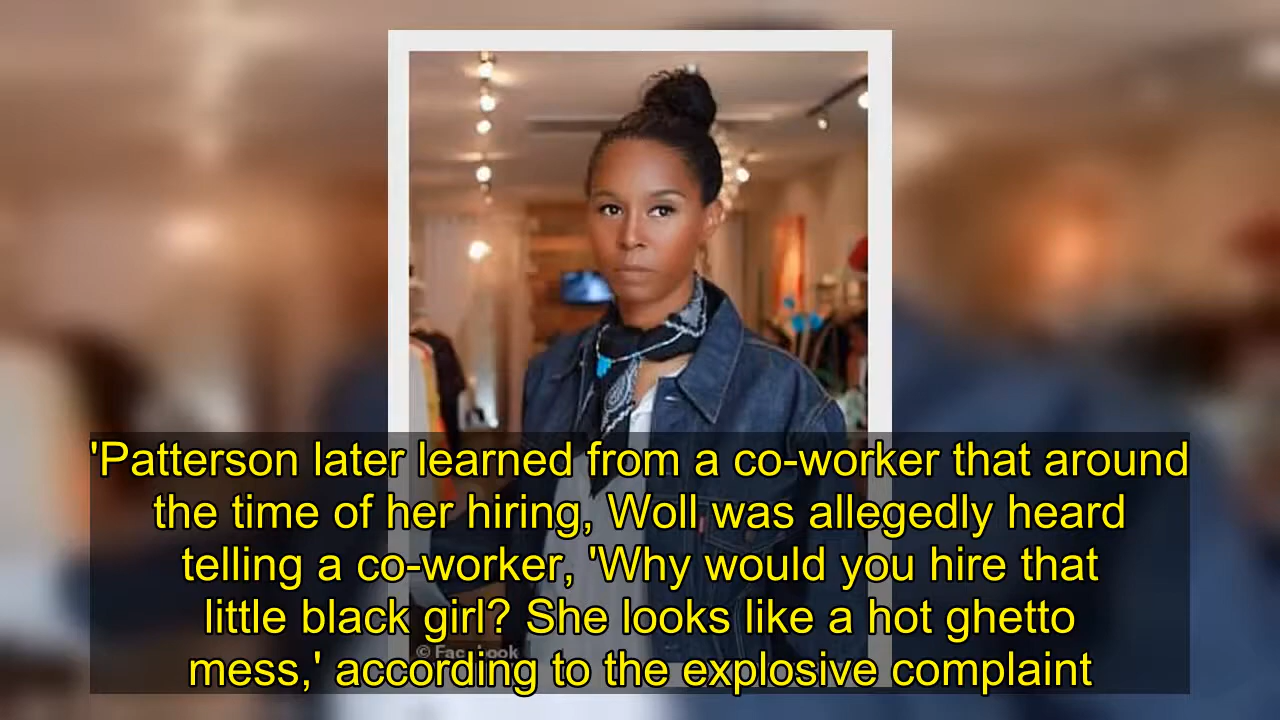 'Patterson later learned from a co-worker that around
the time of her hiring, Woll was allegedly heard
telling a co-worker, 'Why would you hire that
little black girl? She looks like a hot ghetto
mess,' according to the explosive complaint
© Facebook